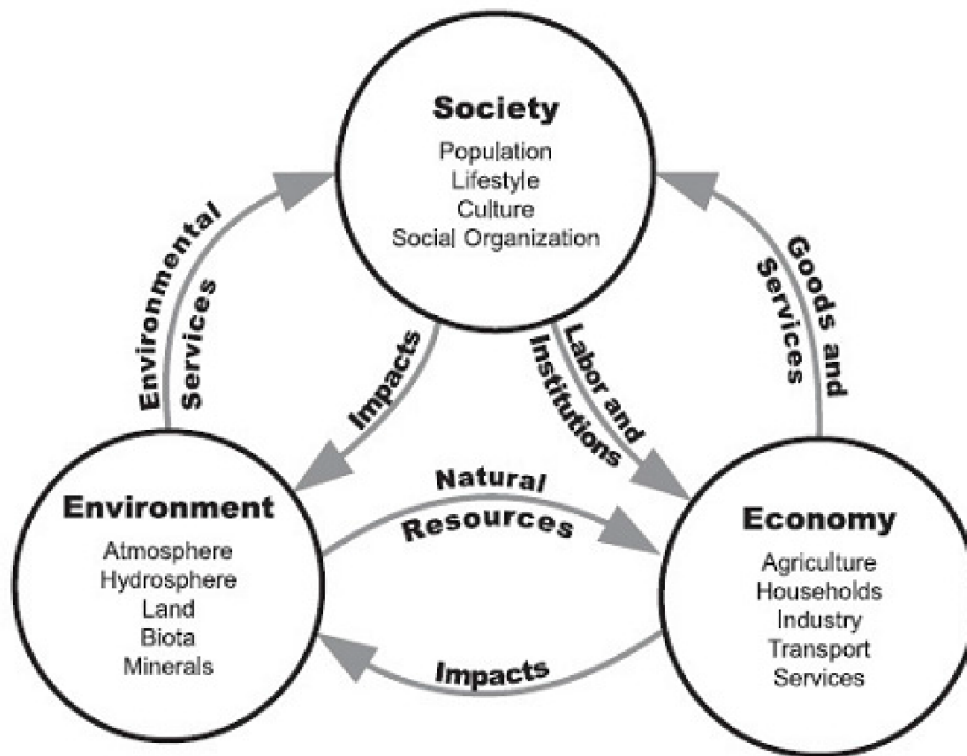 Society
Population
Lifestyle
Culture
Social Organization
Environmental
Services
Goods and
Services
Impacts
Labor and
Institutions
Natural
Resources
Environment
Atmosphere
Hydrosphere
Land
Biota
Minerals
Economy
Agriculture
Households
Industry
Transport
Services
Impacts